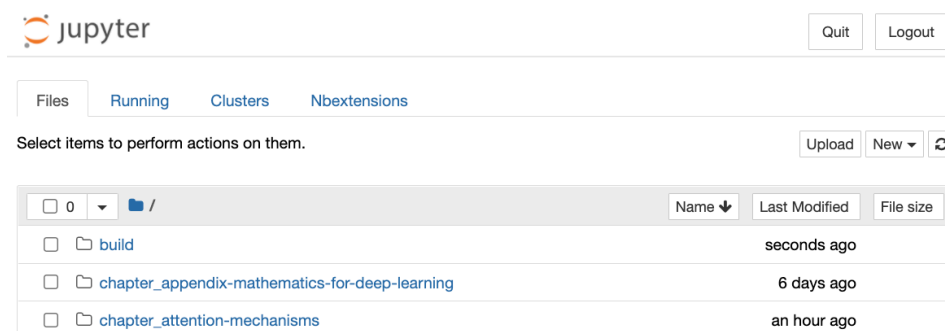 jupyter
Quit Logout
Files Running Clusters Nbextensions
Select items to perform actions on them.
Upload New
0 / Name Last Modified File size
build seconds ago
chapter_appendix-mathematics-for-deep-learning 6 days ago
chapter_attention-mechanisms an hour ago